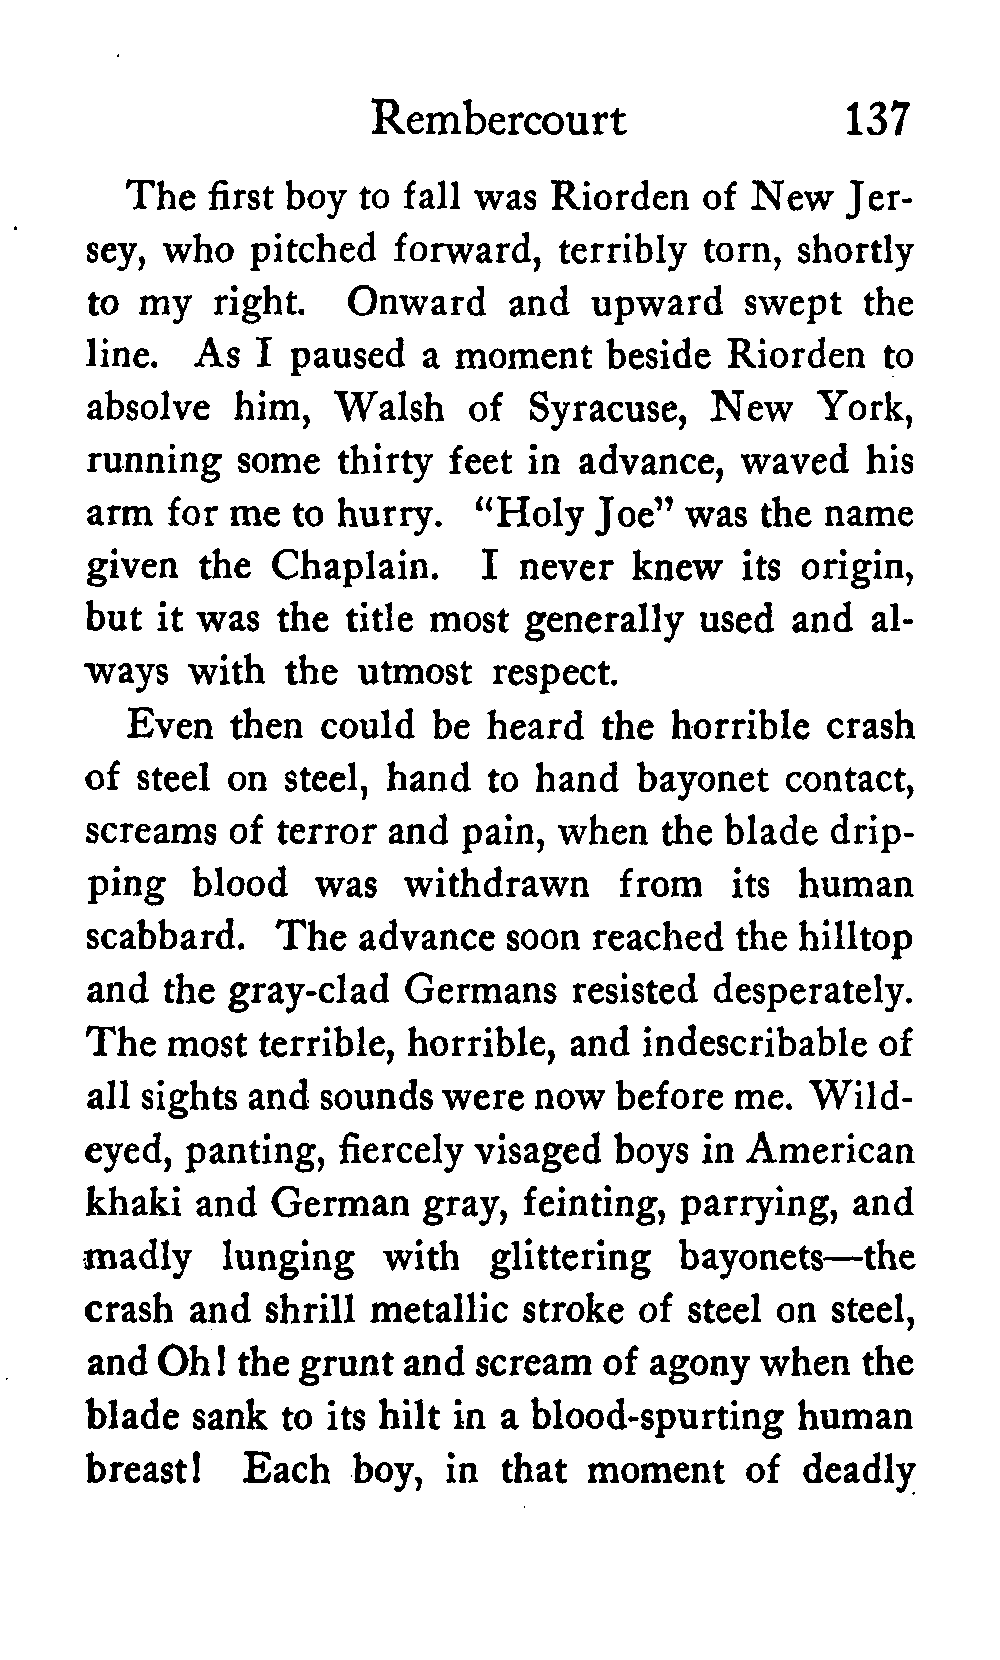 Rembercourt 137
The first boy to fall was Riorden of New Jer-
sey, who pitched forward, terribly torn, shortly
to my right. Onward and upward swept the
line. As I paused a moment beside Riorden to
absolve him, Walsh of Syracuse, New York,
running some thirty feet in advance, waved his
arm for me to hurry. "Holy Joe" was the name
given the Chaplain. I never knew its origin,
but it was the title most generally used and al-
ways with the utmost respect.
Even then could be heard the horrible crash
of steel on steel, hand to hand bayonet contact,
screams of terror and pain, when the blade drip-
ping blood was withdrawn from its human
scabbard. The advance soon reached the hilltop
and the gray-clad Germans resisted desperately.
The most terrible, horrible, and indescribable of
all sights and sounds were now before me. Wild-
eyed, panting, fiercely visaged boys in American
khaki and German gray, feinting, parrying, and
madly lunging with glittering bayonets—the
crash and shrill metallic stroke of steel on steel,
and Oh! the grunt and scream of agony when the
blade sank to its hilt in a blood-spurting human
breast! Each boy, in that moment of deadly